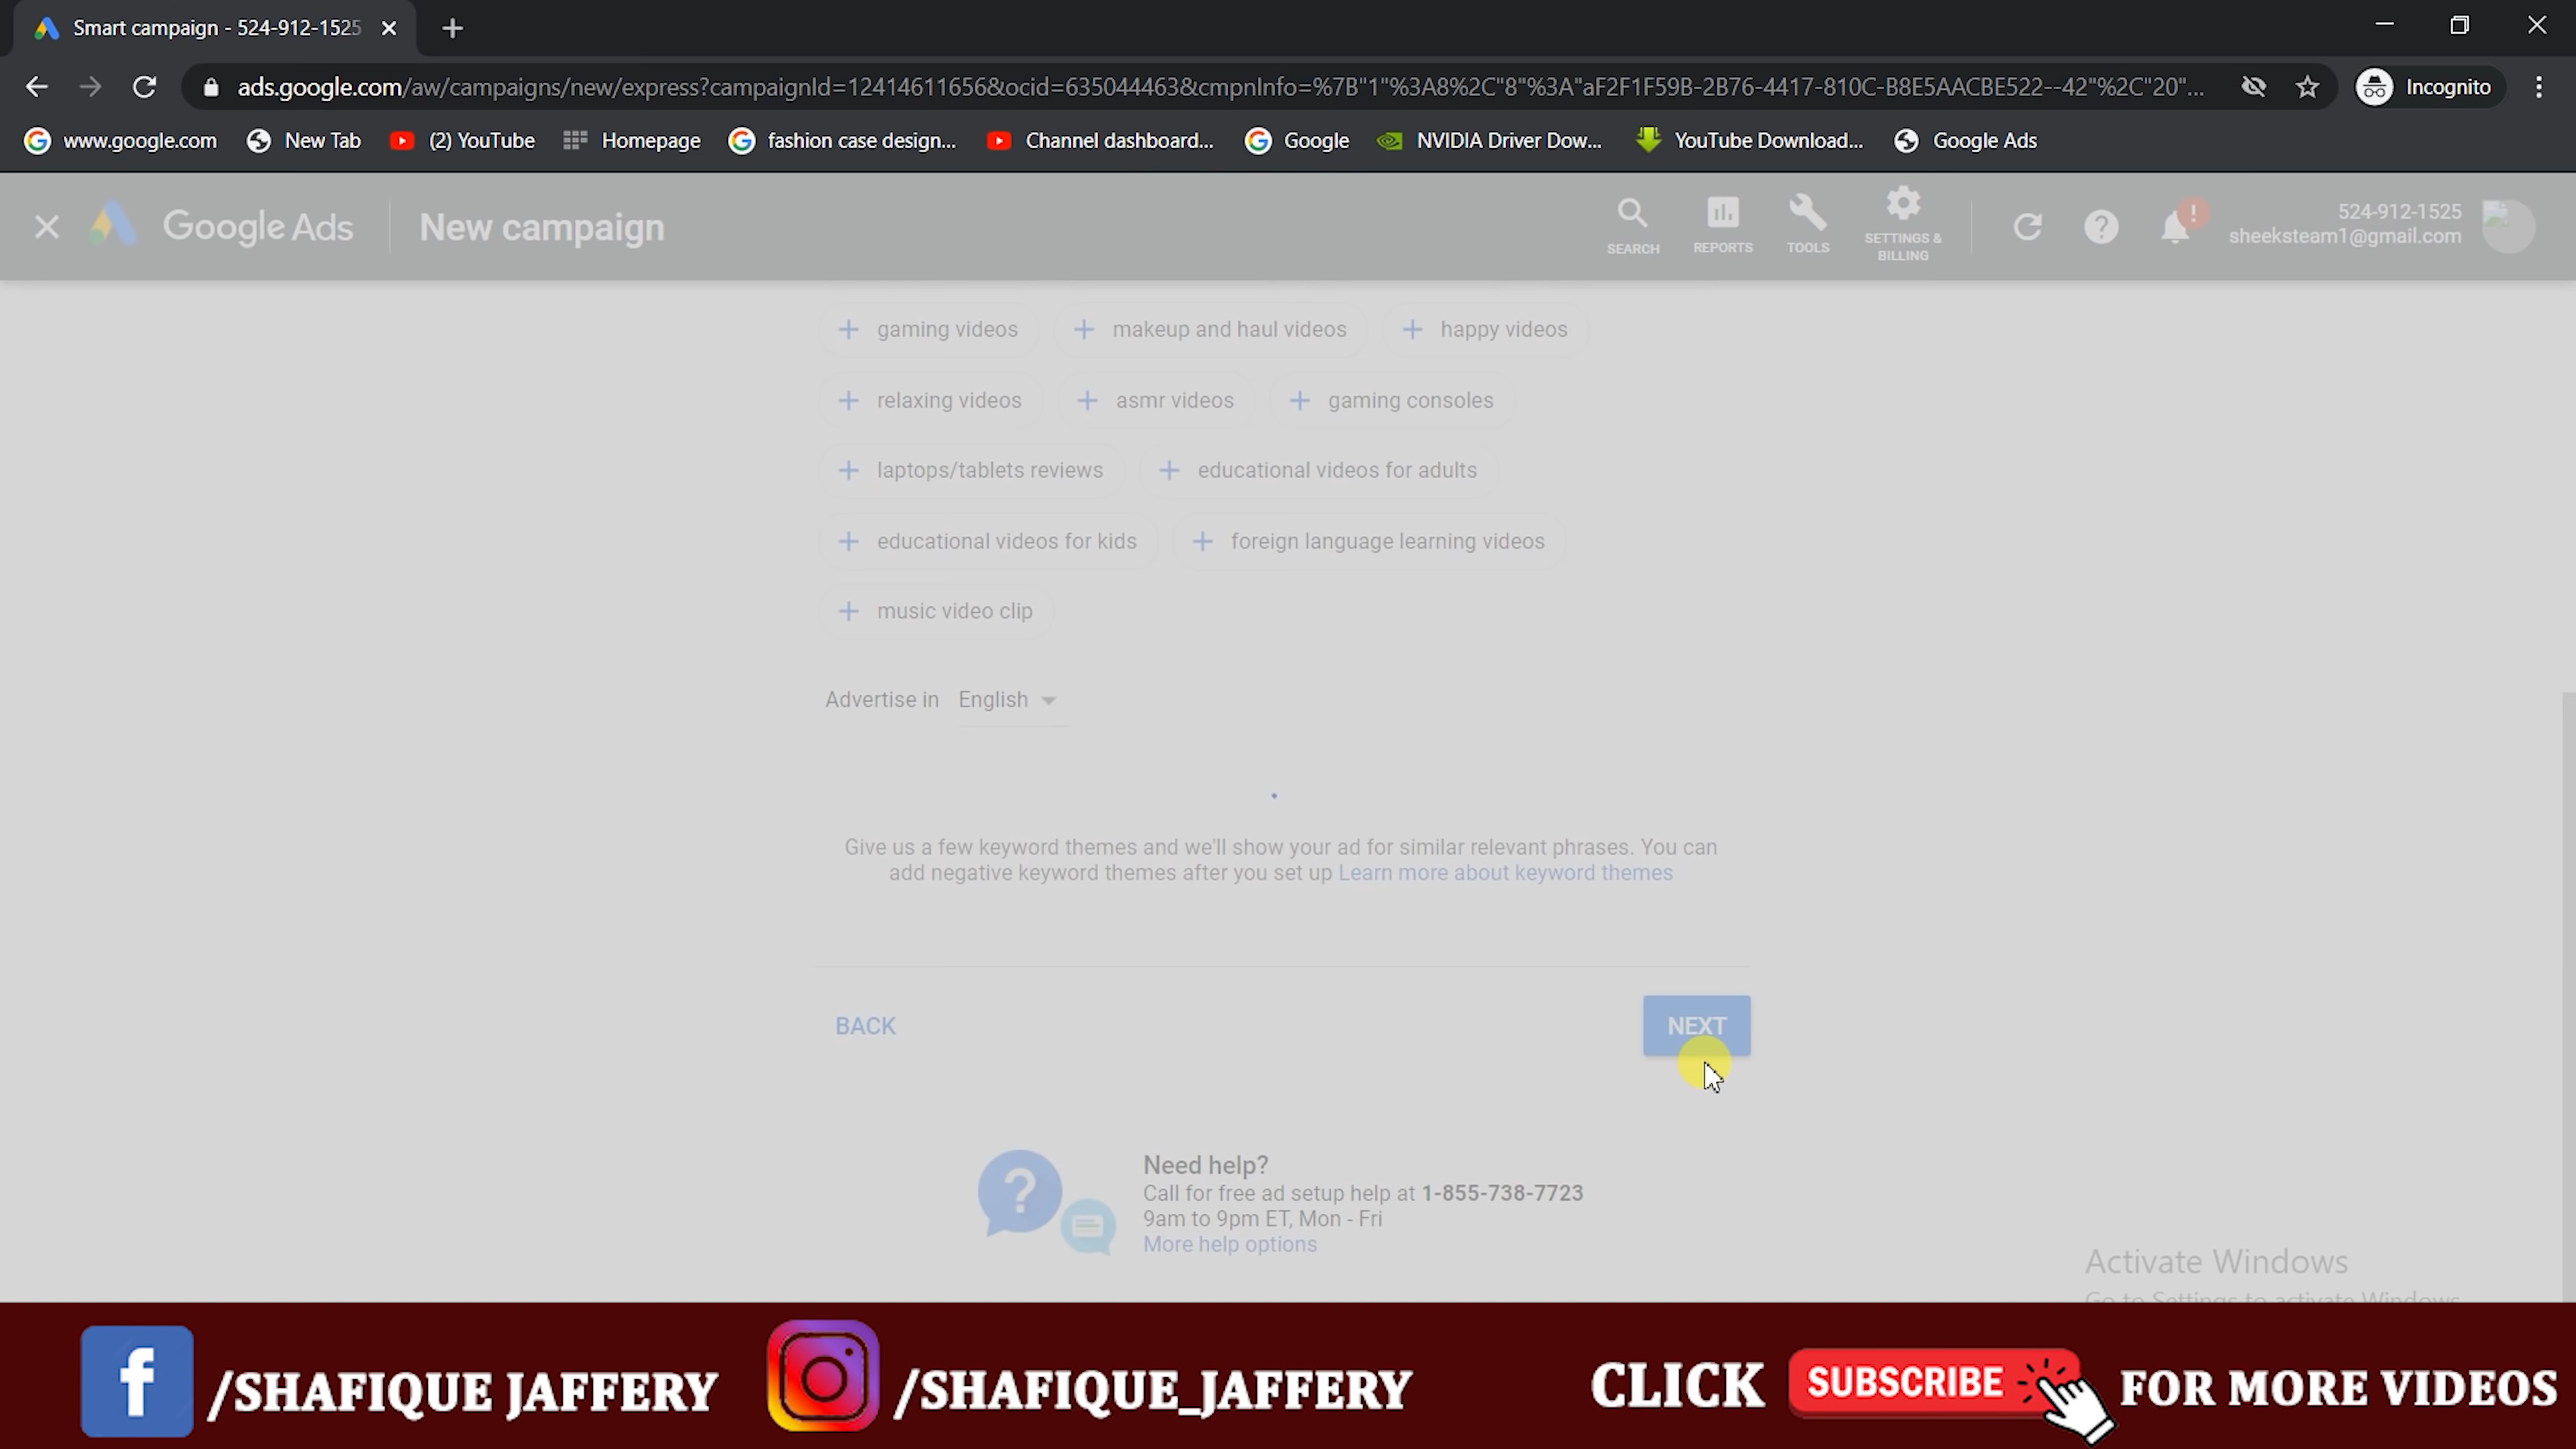 Smart campaign - 524-912-1525
ads.google.com/aw/campaigns/new/express?campaignId=12414611656&ocid=635044463&cmpnInfo=%7B"1"%3A8%2C"8"%3A"aF2F1F59B-2B76-4417-810C-B8E5AACBE522--42"%2C"20"... Incognito
www.google.com New Tab (2) YouTube Homepage fashion case design... Channel dashboard... Google NVIDIA Driver Dow... YouTube Download... Google Ads
Google Ads New campaign SEARCH REPORTS TOOLS SETTINGS & BILLING ? ! 524-912-1525
sheeksteam1@gmail.com
+ gaming videos + makeup and haul videos + happy videos
+ relaxing videos + asmr videos + gaming consoles
+ laptops/tablets reviews + educational videos for adults
+ educational videos for kids + foreign language learning videos
+ music video clip
Advertise in English
Give us a few keyword themes and we'll show your ad for similar relevant phrases. You can
add negative keyword themes after you set up Learn more about keyword themes
BACK NEXT
Need help?
Call for free ad setup help at 1-855-738-7723
9am to 9pm ET, Mon - Fri
More help options
Activate Windows
Go to Settings to activate Windows.
/SHAFIQUE JAFFERY /SHAFIQUE_JAFFERY CLICK SUBSCRIBE FOR MORE VIDEOS